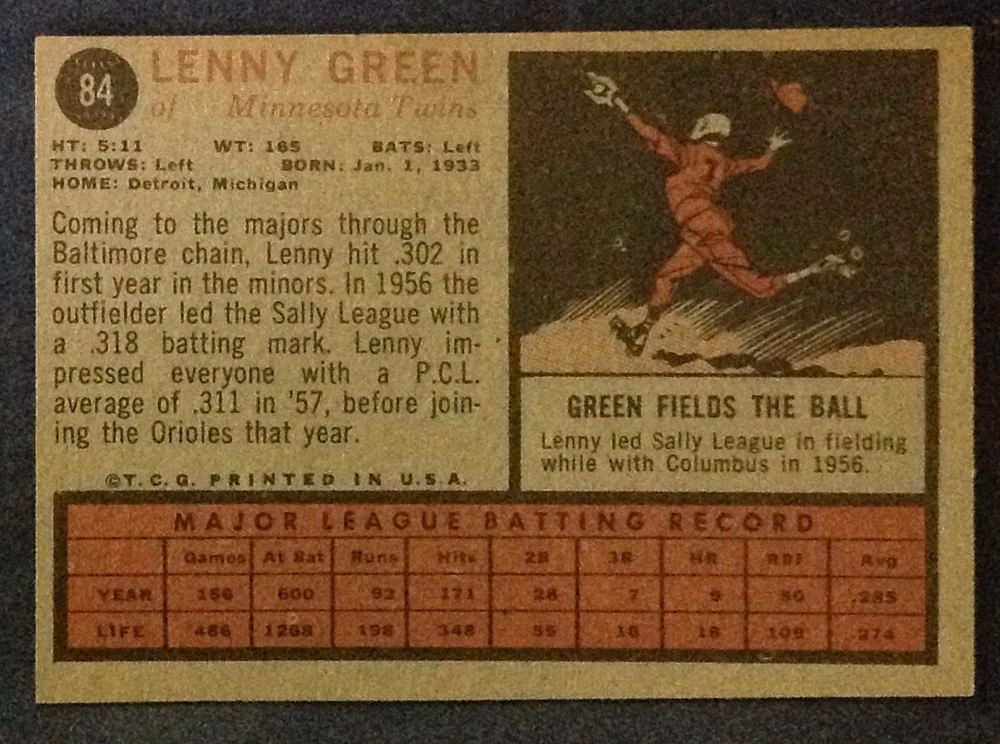 84
LENNY GREEN
of Minnesota Twins
HT: 5:11 WT: 165 BATS: Left
THROWS: Left BORN: Jan. 1, 1933
HOME: Detroit, Michigan
Coming to the majors through the
Baltimore chain, Lenny hit .302 in
first year in the minors. In 1956 the
outfielder led the Sally League with
a .318 batting mark. Lenny im-
pressed everyone with a P.C.L.
average of .311 in '57, before join-
ing the Orioles that year.
©T.C.G. PRINTED IN U.S.A.
1
GREEN FIELDS THE BALL
Lenny led Sally League in fielding
while with Columbus in 1956.
MAJOR LEAGUE BATTING RECORD
Games At Bat Runs Hits 2B 3B HR RBI Avg
YEAR 156 600 92 171 28 7 9 50 .285
LIFE 486 1268 198 348 55 16 18 109 .274